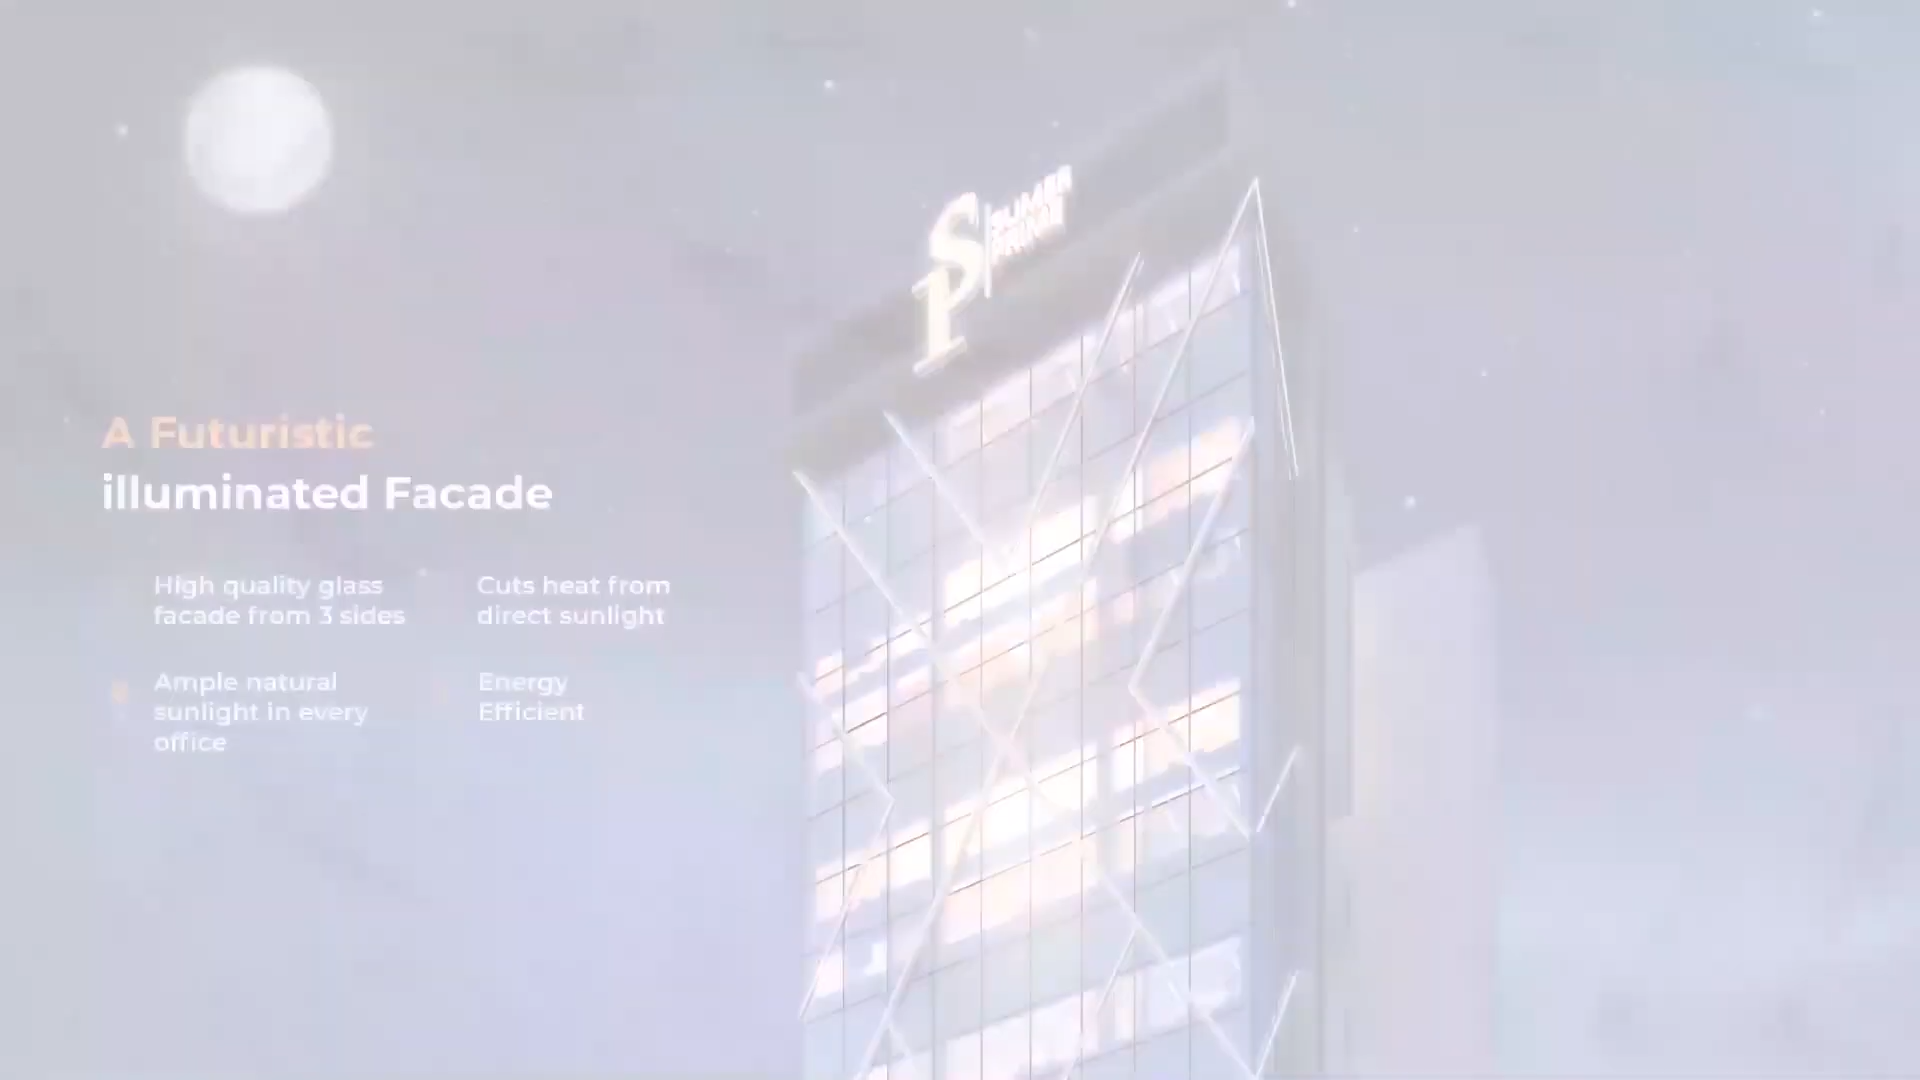 A Futuristic
illuminated Facade
High quality glass
facade from 3 sides
Cuts heat from
direct sunlight
Ample natural
sunlight in every
office
Energy
Efficient